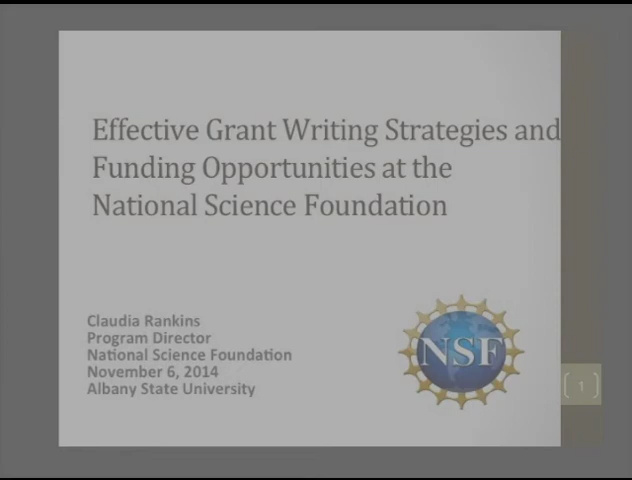 Effective Grant Writing Strategies and
Funding Opportunities at the
National Science Foundation
Claudia Rankins
Program Director
National Science Foundation
November 6, 2014
Albany State University
NSF
1